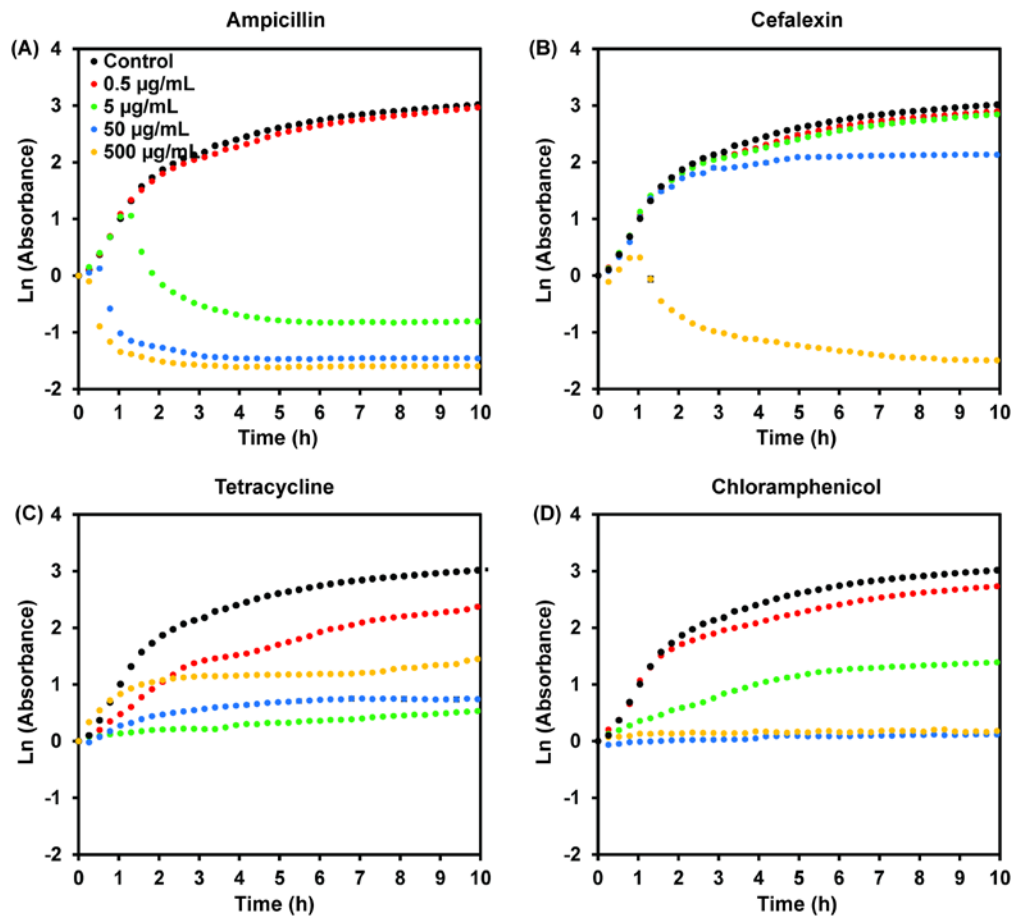 Ampicillin
(A)
Control
0.5 µg/mL
5 µg/mL
50 µg/mL
500 µg/mL
4
3
2
1
0
-1
-2
Ln (Absorbance)
0 1 2 3 4 5 6 7 8 9 10
Time (h)
Cefalexin
(B)
4
3
2
1
0
-1
-2
Ln (Absorbance)
0 1 2 3 4 5 6 7 8 9 10
Time (h)
Tetracycline
(C)
4
3
2
1
0
-1
-2
Ln (Absorbance)
0 1 2 3 4 5 6 7 8 9 10
Time (h)
Chloramphenicol
(D)
4
3
2
1
0
-1
-2
Ln (Absorbance)
0 1 2 3 4 5 6 7 8 9 10
Time (h)